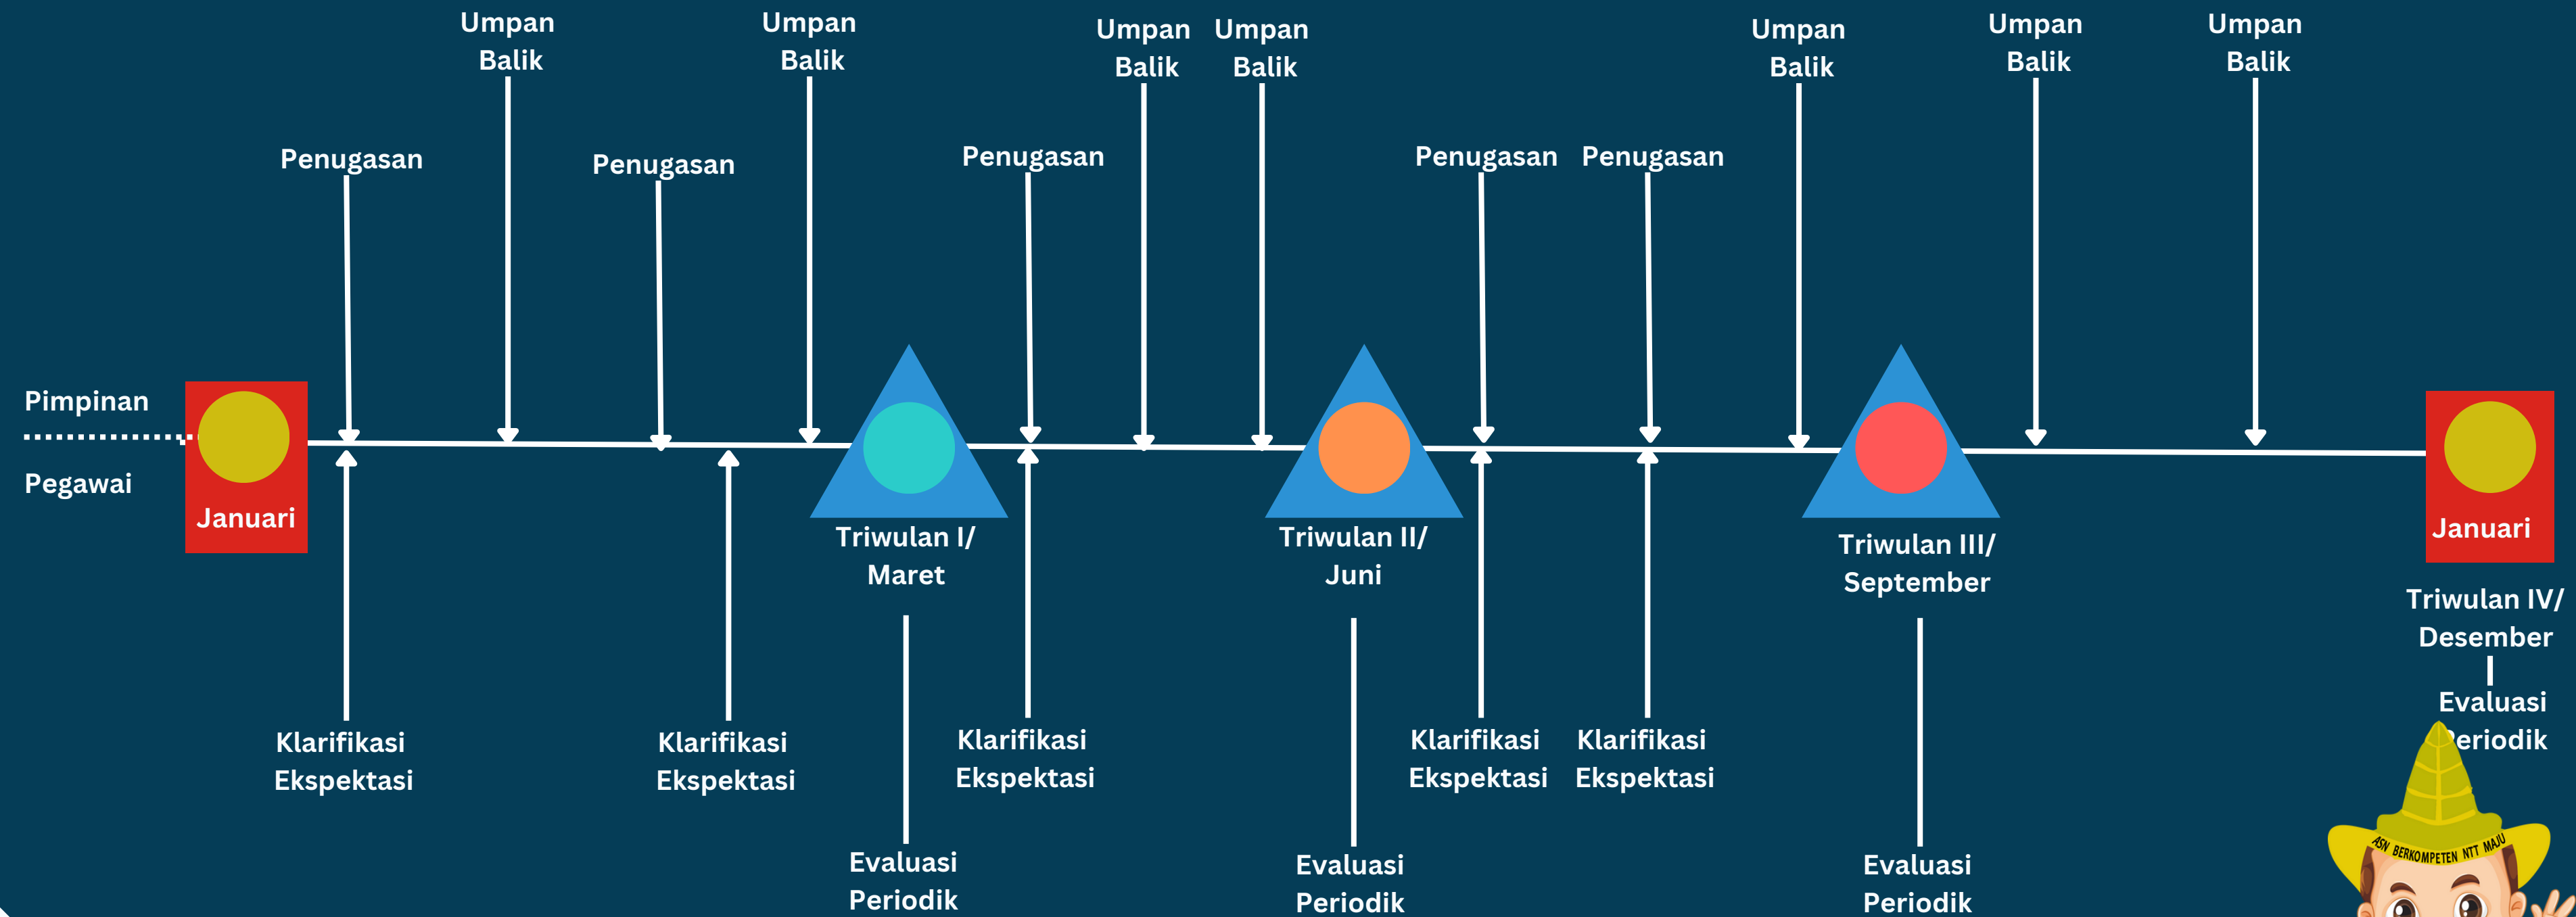 Umpan
Balik
Umpan
Balik
Umpan
Balik
Umpan
Balik
Umpan
Balik
Umpan
Balik
Umpan
Balik
Penugasan
Penugasan
Penugasan
Penugasan
Penugasan
Pimpinan
Pegawai
Januari
Januari
Triwulan I/
Maret
Triwulan II/
Juni
Triwulan III/
September
Triwulan IV/
Desember
Evaluasi
Periodik
Klarifikasi
Ekspektasi
Klarifikasi
Ekspektasi
Klarifikasi
Ekspektasi
Klarifikasi
Ekspektasi
Klarifikasi
Ekspektasi
Evaluasi
Periodik
Evaluasi
Periodik
Evaluasi
Periodik
ASN BERKOMPETEN NTT MAJU